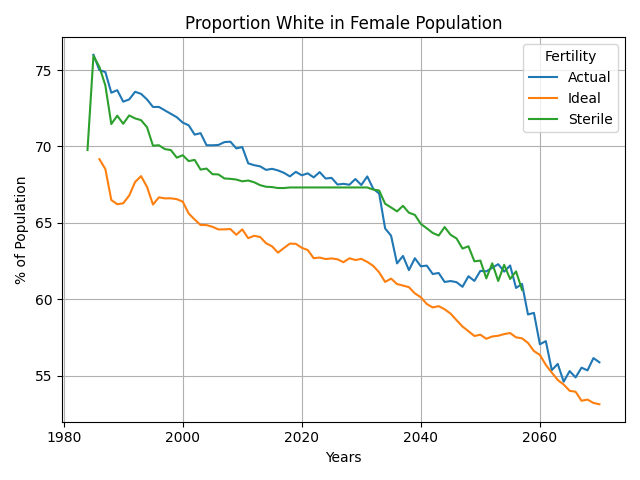 Proportion White in Female Population
Fertility
Actual
Ideal
Sterile
% of Population
75
70
65
60
55
1980
2000
2020
2040
2060
Years